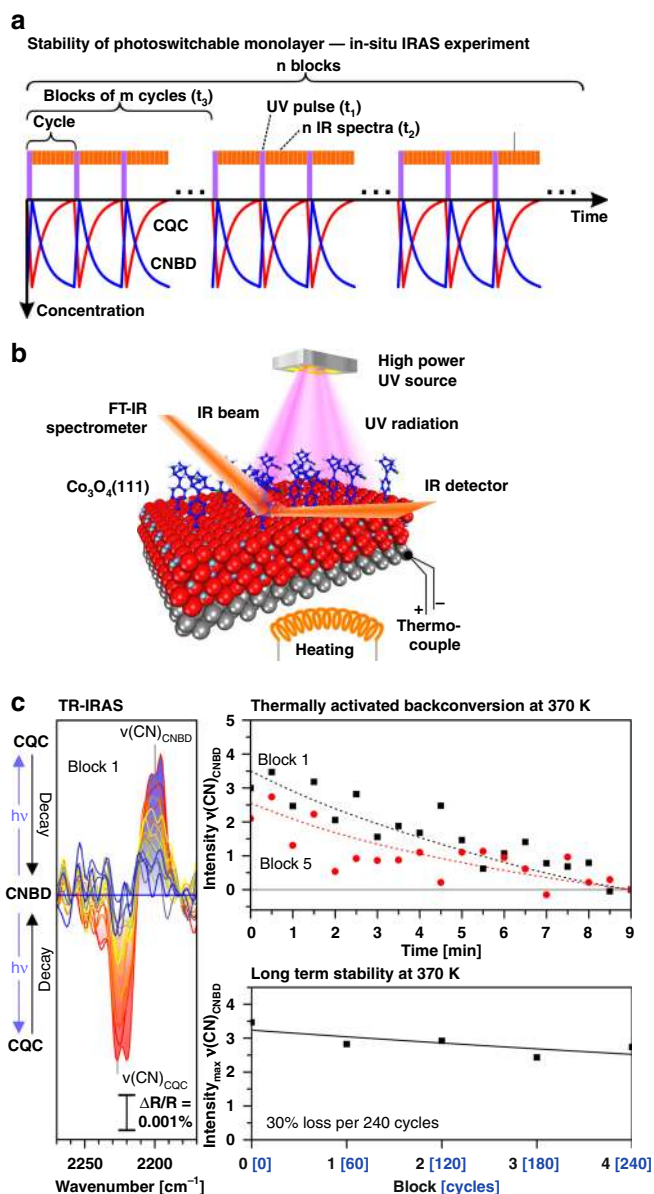 a
Stability of photoswitchable monolayer — in-situ IRAS experiment
n blocks
Blocks of m cycles (t3)
UV pulse (t1)
Cycle
n IR spectra (t2)
Time
CQC
CNBD
Concentration
b
High power
UV source
FT-IR
spectrometer
IR beam
UV radiation
Co3O4(111)
IR detector
+ −
Thermo-
couple
Heating
c
TR-IRAS
CQC
Block 1
ν(CN)CNBD
hν
Decay
CNBD
hν
Decay
CQC
ν(CN)CQC
ΔR/R =
0.001%
2250 2200
Wavenumber [cm⁻¹]
Thermally activated backconversion at 370 K
Intensity ν(CN)CNBD
5
4
3
2
1
0
Block 1
Block 5
0 1 2 3 4 5 6 7 8 9
Time [min]
Long term stability at 370 K
Intensitymax ν(CN)CNBD
4
3
2
1
0
30% loss per 240 cycles
0 [0] 1 [60] 2 [120] 3 [180] 4 [240]
Block [cycles]